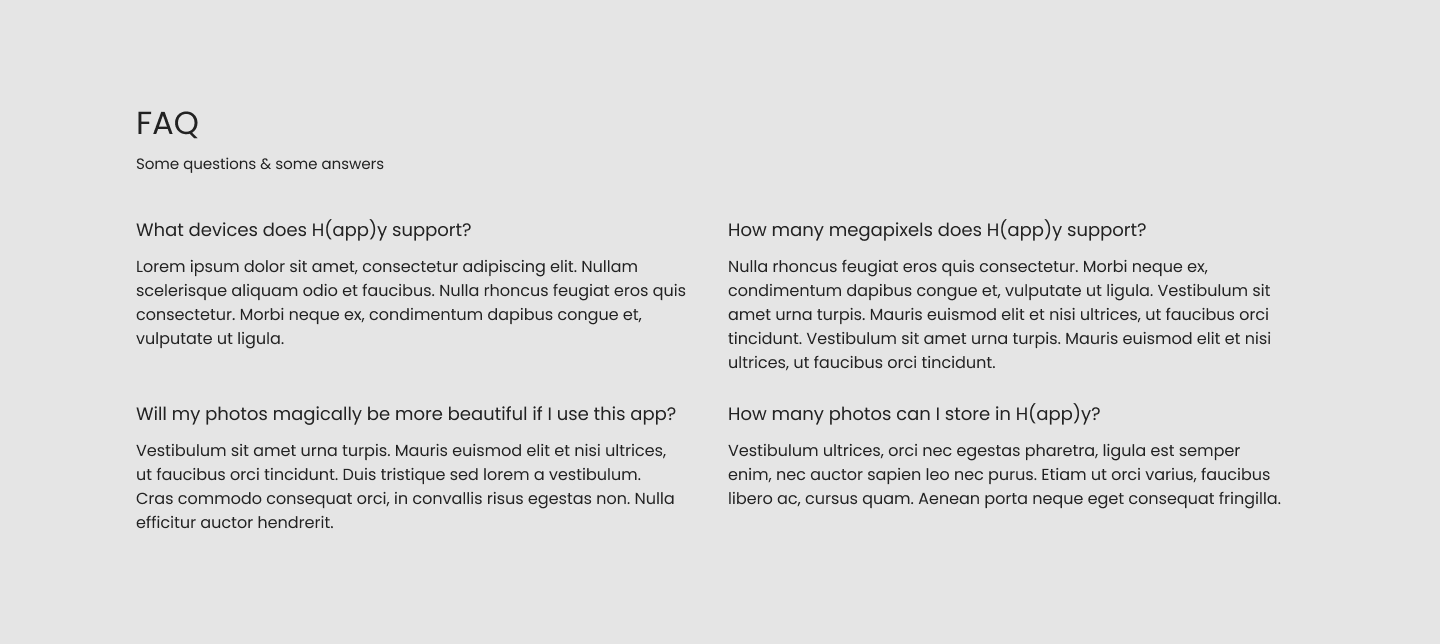 FAQ
Some questions & some answers
What devices does H(app)y support?
Lorem ipsum dolor sit amet, consectetur adipiscing elit. Nullam
scelerisque aliquam odio et faucibus. Nulla rhoncus feugiat eros quis
consectetur. Morbi neque ex, condimentum dapibus congue et,
vulputate ut ligula.
How many megapixels does H(app)y support?
Nulla rhoncus feugiat eros quis consectetur. Morbi neque ex,
condimentum dapibus congue et, vulputate ut ligula. Vestibulum sit
amet urna turpis. Mauris euismod elit et nisi ultrices, ut faucibus orci
tincidunt. Vestibulum sit amet urna turpis. Mauris euismod elit et nisi
ultrices, ut faucibus orci tincidunt.
Will my photos magically be more beautiful if I use this app?
Vestibulum sit amet urna turpis. Mauris euismod elit et nisi ultrices,
ut faucibus orci tincidunt. Duis tristique sed lorem a vestibulum.
Cras commodo consequat orci, in convallis risus egestas non. Nulla
efficitur auctor hendrerit.
How many photos can I store in H(app)y?
Vestibulum ultrices, orci nec egestas pharetra, ligula est semper
enim, nec auctor sapien leo nec purus. Etiam ut orci varius, faucibus
libero ac, cursus quam. Aenean porta neque eget consequat fringilla.